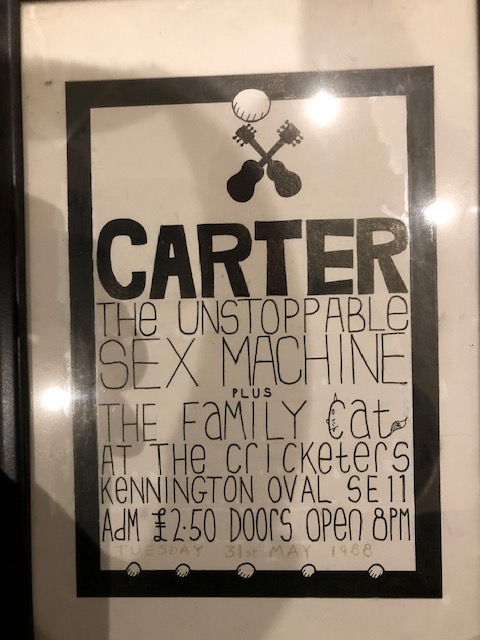 CARTER
THE UNSTOPPABLE
SEX MACHINE
PLUS
THE FAMILY Cat
AT THE CriCKeterS
KENNINGTON OVAL SE11
AdM £2·50 DOOrS OPen 8PM
TUESDAY 31st MAY 1988